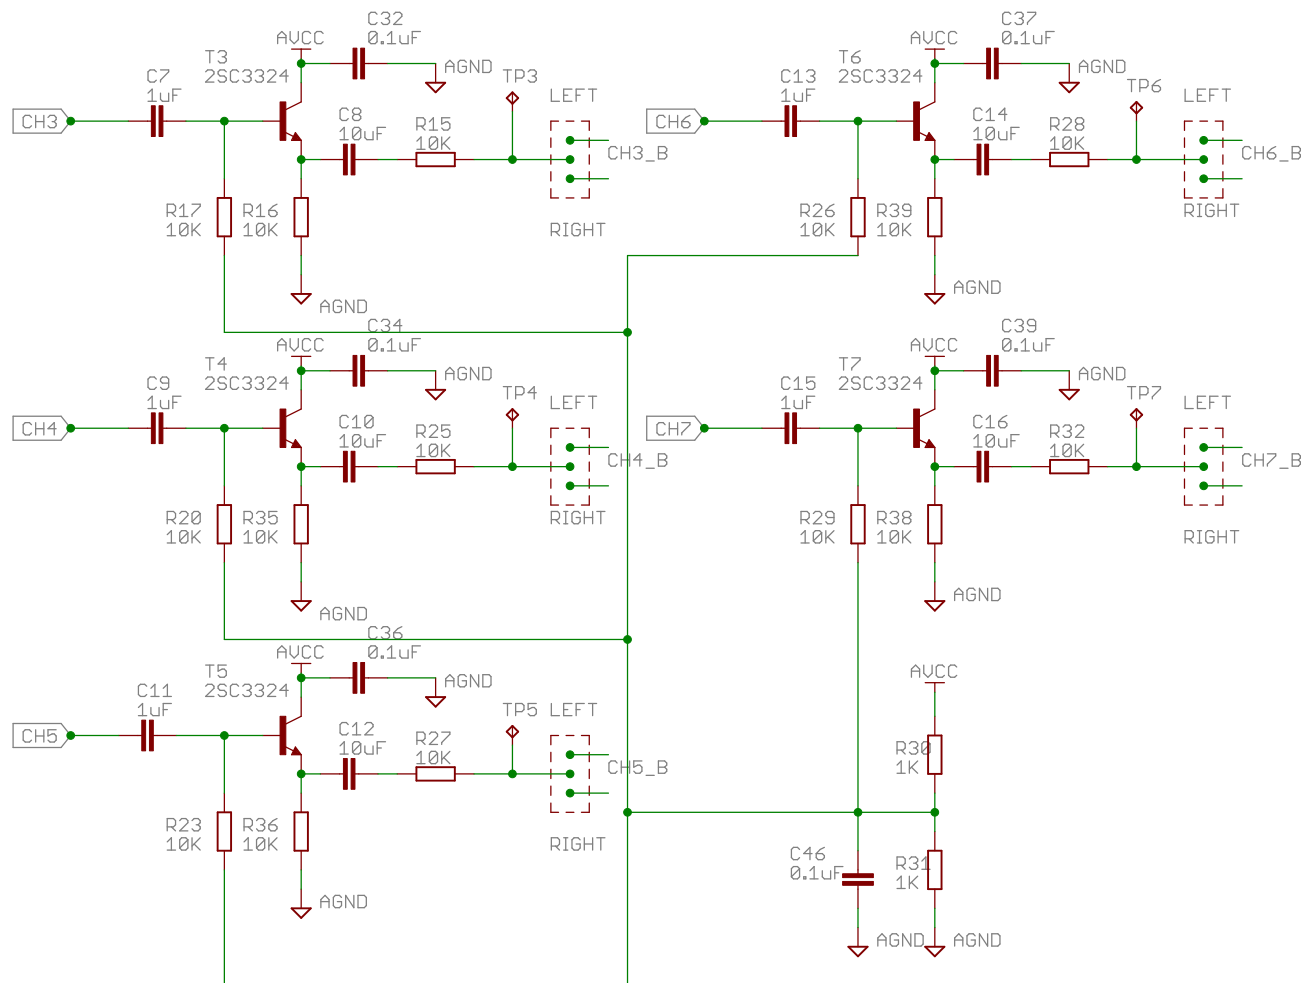 C32
0.1uF
AVCC
T3
2SC3324
AGND
TP3
C7
1uF
LEFT
CH3
C8
10uF
R15
10K
CH3_B
R17
10K
R16
10K
RIGHT
AGND
C37
0.1uF
AVCC
T6
2SC3324
AGND
TP6
C13
1uF
LEFT
CH6
C14
10uF
R28
10K
CH6_B
R26
10K
R39
10K
RIGHT
AGND
C34
0.1uF
AVCC
T4
2SC3324
AGND
TP4
C9
1uF
LEFT
CH4
C10
10uF
R25
10K
CH4_B
R20
10K
R35
10K
RIGHT
AGND
C39
0.1uF
AVCC
T7
2SC3324
AGND
TP7
C15
1uF
LEFT
CH7
C16
10uF
R32
10K
CH7_B
R29
10K
R38
10K
RIGHT
AGND
C36
0.1uF
AVCC
T5
2SC3324
AGND
TP5
C11
1uF
LEFT
CH5
C12
10uF
R27
10K
CH5_B
R23
10K
R36
10K
RIGHT
AGND
AVCC
R30
1K
C46
0.1uF
R31
1K
AGND
AGND